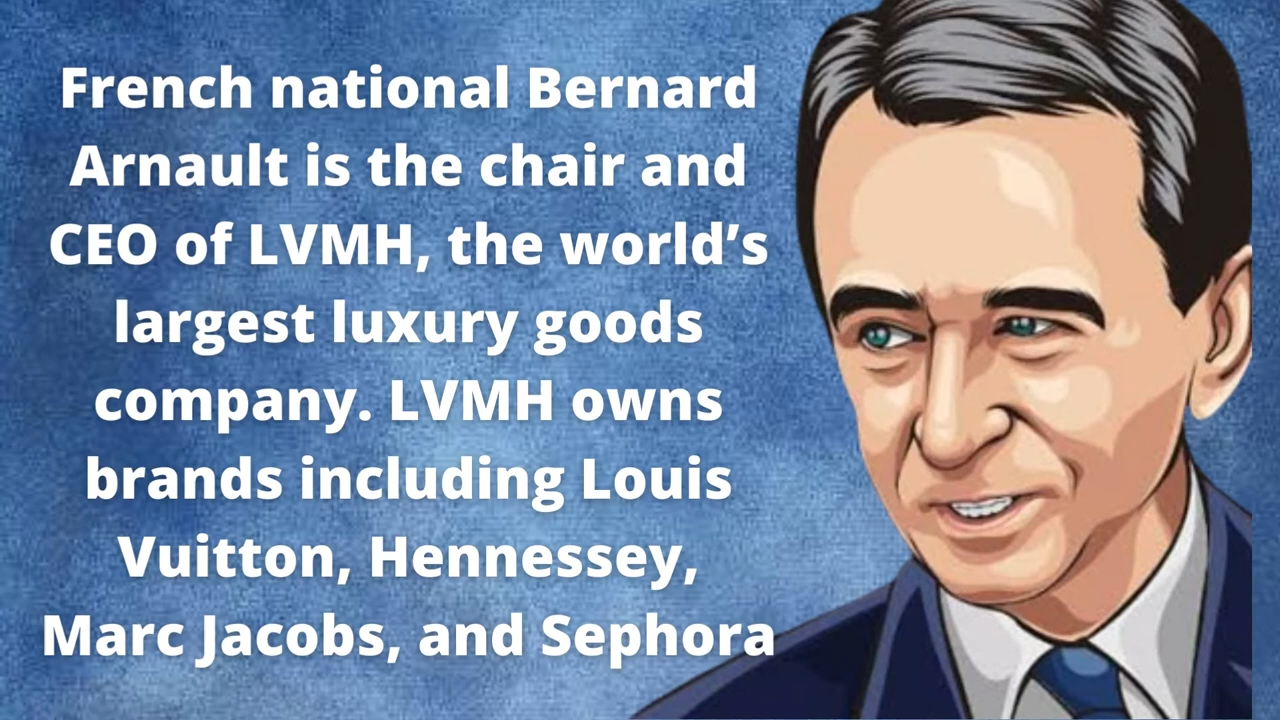 French national Bernard
Arnault is the chair and
CEO of LVMH, the world’s
largest luxury goods
company. LVMH owns
brands including Louis
Vuitton, Hennessey,
Marc Jacobs, and Sephora